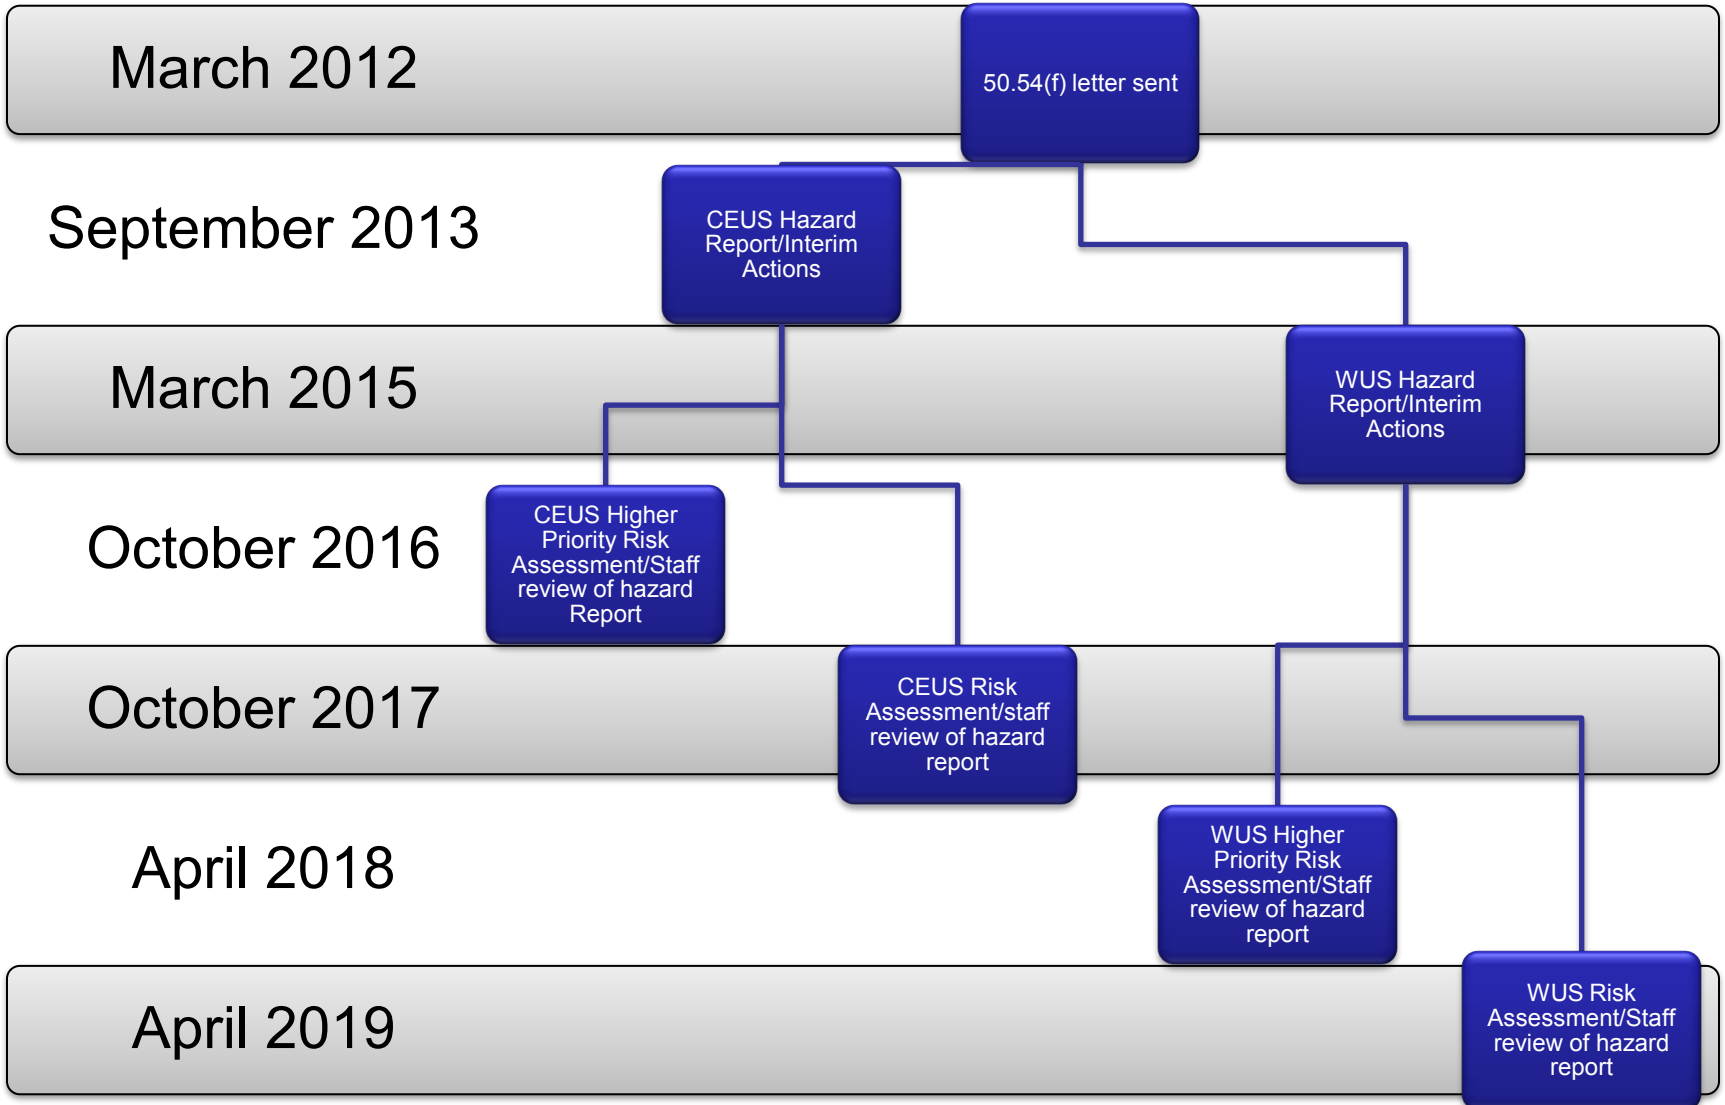 March 2012
50.54(f) letter sent
September 2013
CEUS Hazard
Report/Interim
Actions
March 2015
WUS Hazard
Report/Interim
Actions
October 2016
CEUS Higher
Priority Risk
Assessment/Staff
review of hazard
Report
October 2017
CEUS Risk
Assessment/staff
review of hazard
report
April 2018
WUS Higher
Priority Risk
Assessment/Staff
review of hazard
report
April 2019
WUS Risk
Assessment/Staff
review of hazard
report